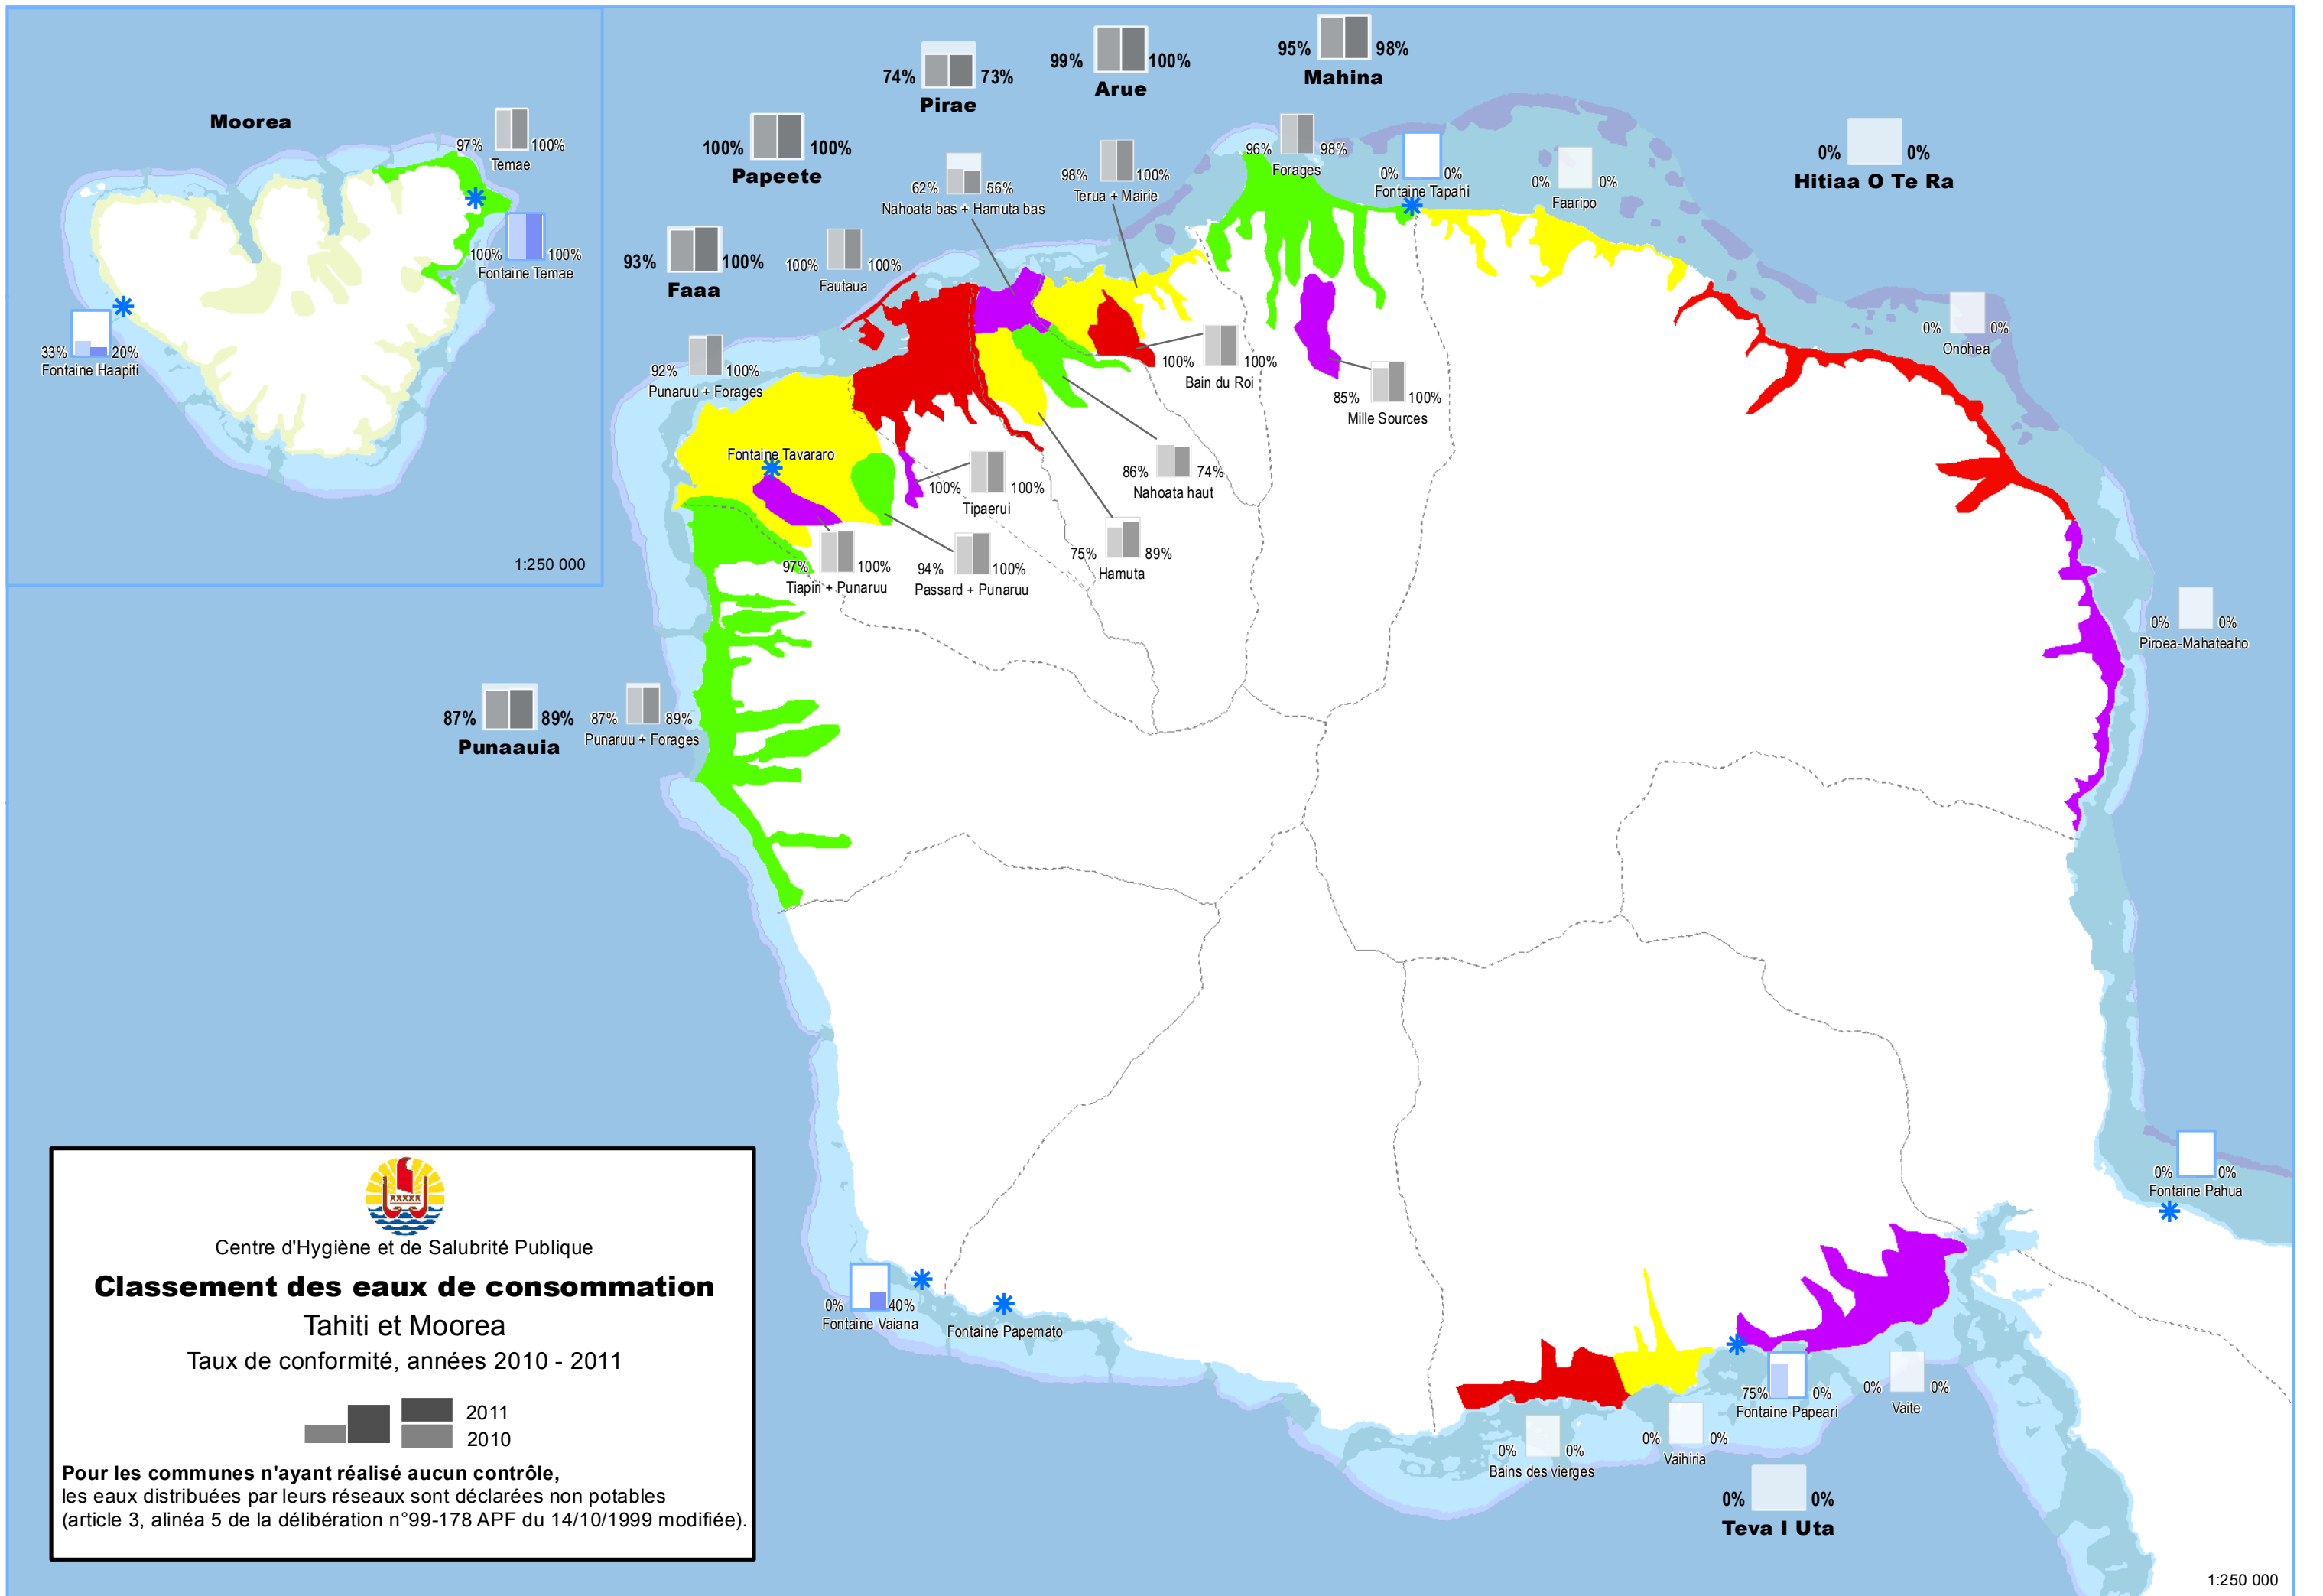 Moorea
97% 100%
Temae
100% 100%
Fontaine Temae
33% 20%
Fontaine Haapiti
1:250 000
95% 98%
Mahina
99% 100%
Arue
74% 73%
Pirae
100% 100%
Papeete
93% 100%
Faaa
0% 0%
Hitiaa O Te Ra
96% 98%
Forages
0% 0%
Fontaine Tapahi
0% 0%
Faaripo
62% 56%
Nahoata bas + Hamuta bas
98% 100%
Terua + Mairie
100% 100%
Fautaua
92% 100%
Punaruu + Forages
100% 100%
Bain du Roi
85% 100%
Mille Sources
0% 0%
Onohea
Fontaine Tavararo
86% 74%
Nahoata haut
100% 100%
Tipaerui
75% 89%
Hamuta
97% 100%
Tiapiri + Punaruu
94% 100%
Passard + Punaruu
0% 0%
Piroea-Mahateaho
87% 89%
Punaauia
87% 89%
Punaruu + Forages
0% 0%
Fontaine Pahua
0% 40%
Fontaine Vaiana
Fontaine Papemato
75% 0%
Fontaine Papeari
0% 0%
Vaite
0% 0%
Vaihiria
0% 0%
Bains des vierges
0% 0%
Teva I Uta
Centre d'Hygiène et de Salubrité Publique
Classement des eaux de consommation
Tahiti et Moorea
Taux de conformité, années 2010 - 2011
2011
2010
Pour les communes n'ayant réalisé aucun contrôle,
les eaux distribuées par leurs réseaux sont déclarées non potables
(article 3, alinéa 5 de la délibération n°99-178 APF du 14/10/1999 modifiée).
1:250 000